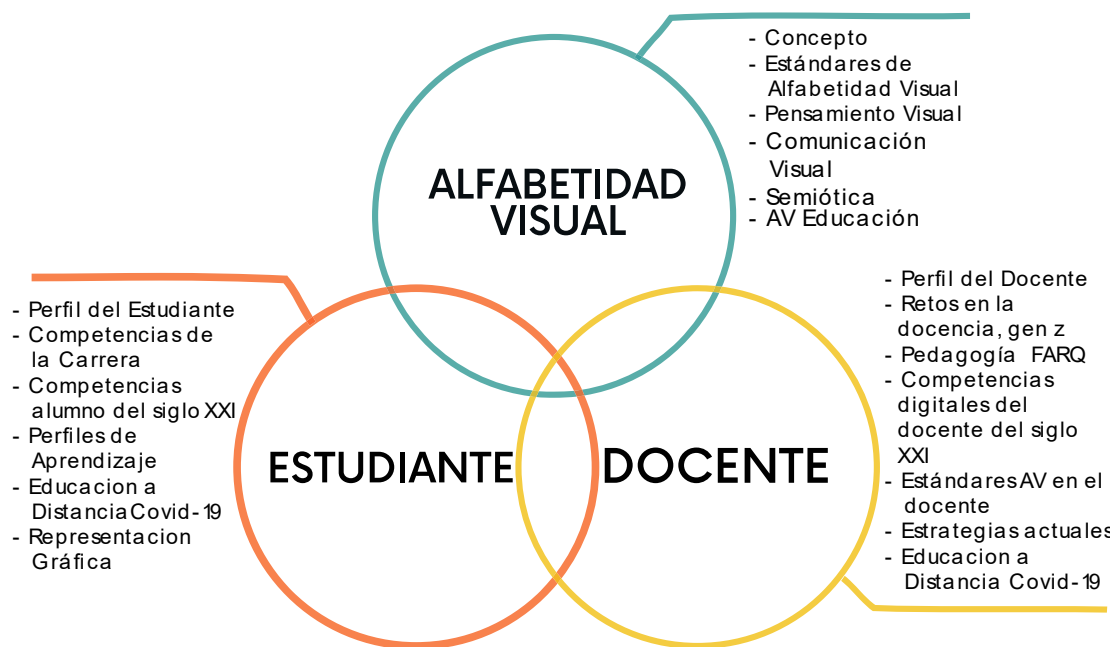 - Concepto
- Estándares de
Alfabetidad Visual
- Pensamiento Visual
- Comunicación
Visual
- Semiótica
- AV Educación
ALFABETIDAD
VISUAL
- Perfil del Estudiante
- Competencias de
la Carrera
- Competencias
alumno del siglo XXI
- Perfiles de
Aprendizaje
- Educacion a
Distancia Covid-19
- Representacion
Gráfica
ESTUDIANTE
DOCENTE
- Perfil del Docente
- Retos en la
docencia, gen z
- Pedagogía FARQ
- Competencias
digitales del
docente del siglo
XXI
- Estándares AV en el
docente
- Estrategias actuales
- Educacion a
Distancia Covid-19